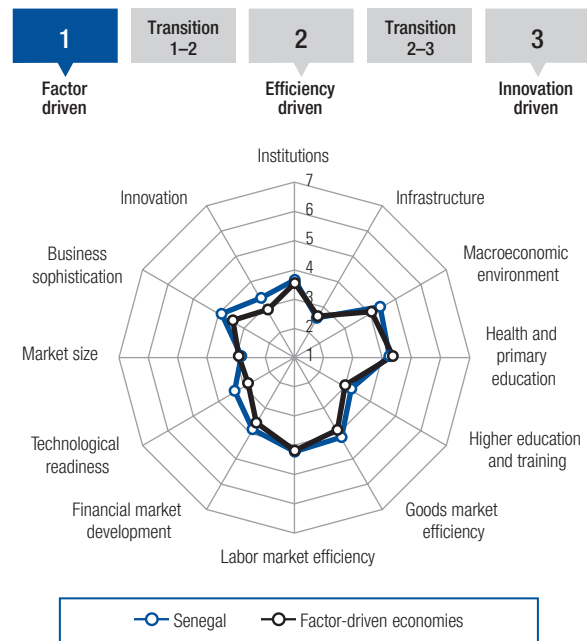 1
Transition
1–2
2
Transition
2–3
3
Factor
driven
Efficiency
driven
Innovation
driven
Institutions
7
6
5
4
3
2
1
Infrastructure
Macroeconomic
environment
Health and
primary
education
Higher education
and training
Goods market
efficiency
Labor market efficiency
Financial market
development
Technological
readiness
Market size
Business
sophistication
Innovation
Senegal
Factor-driven economies